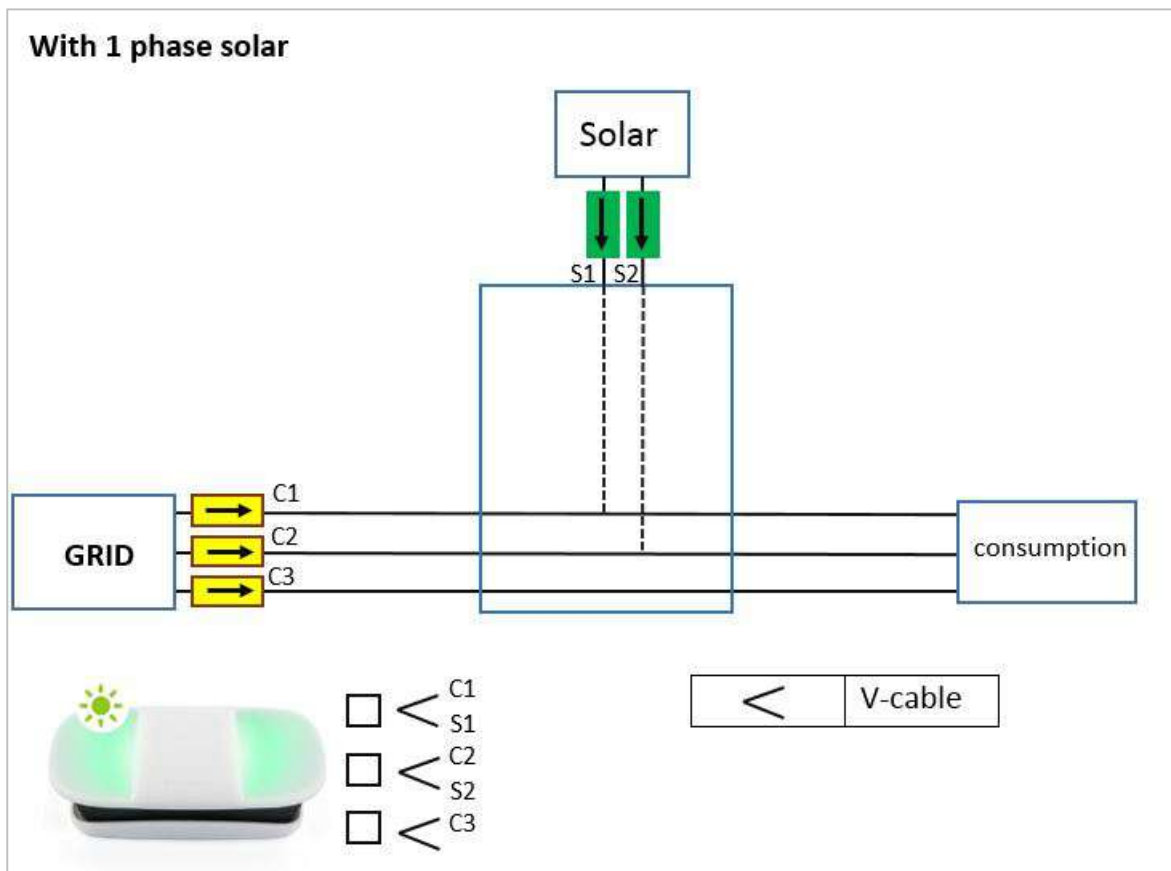 With 1 phase solar
Solar
S1 S2
C1
C2
C3
GRID
consumption
C1
S1
C2
S2
C3
V-cable